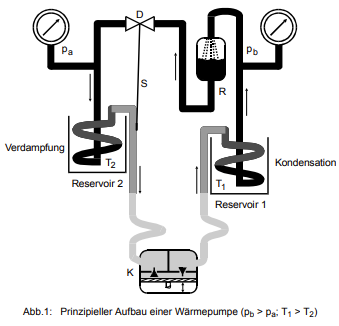 D
p_a
p_b
S
R
Verdampfung
T_2
T_1
Kondensation
Reservoir 2
Reservoir 1
K
Abb.1: Prinzipieller Aufbau einer Wärmepumpe (p_b > p_a; T_1 > T_2)